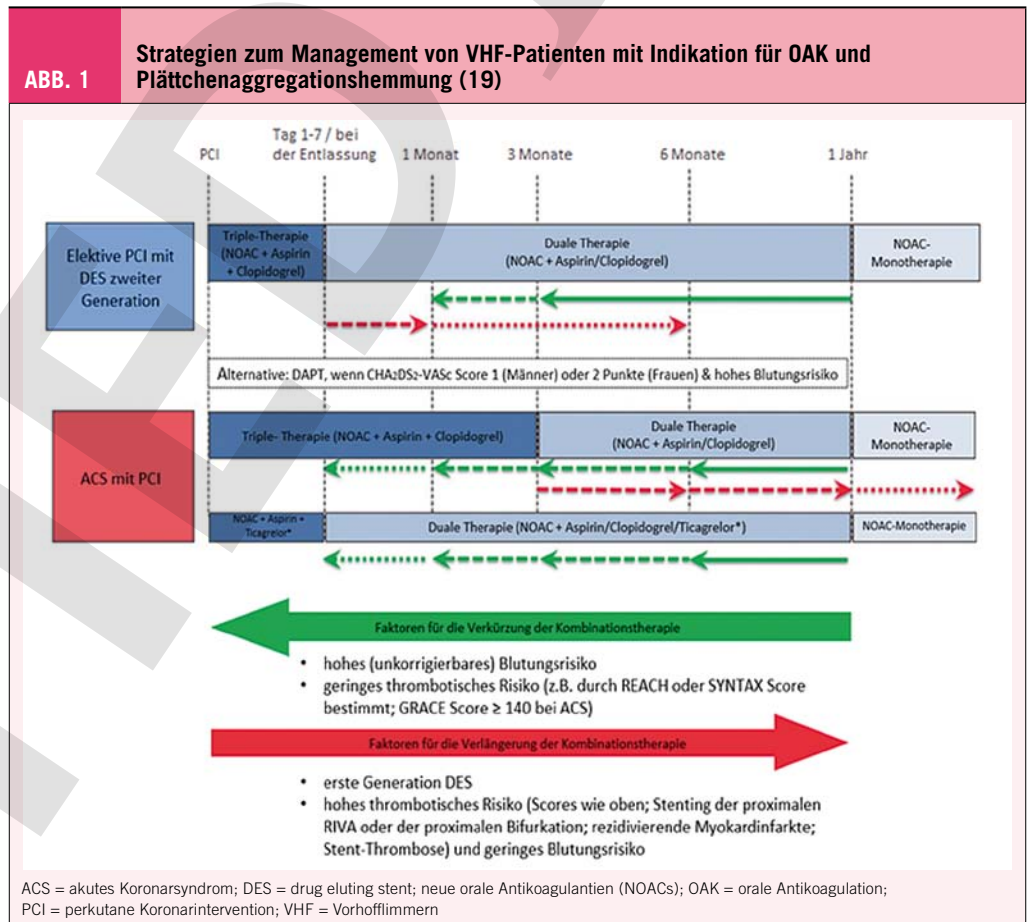 ABB. 1
Strategien zum Management von VHF-Patienten mit Indikation für OAK und
Plättchenaggregationshemmung (19)
PCI
Tag 1-7 / bei
der Entlassung
1 Monat
3 Monate
6 Monate
1 Jahr
Elektive PCI mit
DES zweiter
Generation
Triple-Therapie
(NOAC + Aspirin
+ Clopidogrel)
Duale Therapie
(NOAC + Aspirin/Clopidogrel)
NOAC-
Monotherapie
Alternative: DAPT, wenn CHA2DS2-VASc Score 1 (Männer) oder 2 Punkte (Frauen) & hohes Blutungsrisiko
ACS mit PCI
Triple- Therapie (NOAC + Aspirin + Clopidogrel)
Duale Therapie
(NOAC + Aspirin/Clopidogrel)
NOAC-
Monotherapie
NOAC + Aspirin +
Ticagrelor*
Duale Therapie (NOAC + Aspirin/Clopidogrel/Ticagrelor*)
NOAC-Monotherapie
Faktoren für die Verkürzung der Kombinationstherapie
• hohes (unkorrigierbares) Blutungsrisiko
• geringes thrombotisches Risiko (z.B. durch REACH oder SYNTAX Score
bestimmt; GRACE Score ≥ 140 bei ACS)
Faktoren für die Verlängerung der Kombinationstherapie
• erste Generation DES
• hohes thrombotisches Risiko (Scores wie oben; Stenting der proximalen
RIVA oder der proximalen Bifurkation; rezidivierende Myokardinfarkte;
Stent-Thrombose) und geringes Blutungsrisiko
ACS = akutes Koronarsyndrom; DES = drug eluting stent; neue orale Antikoagulantien (NOACs); OAK = orale Antikoagulation;
PCI = perkutane Koronarintervention; VHF = Vorhofflimmern